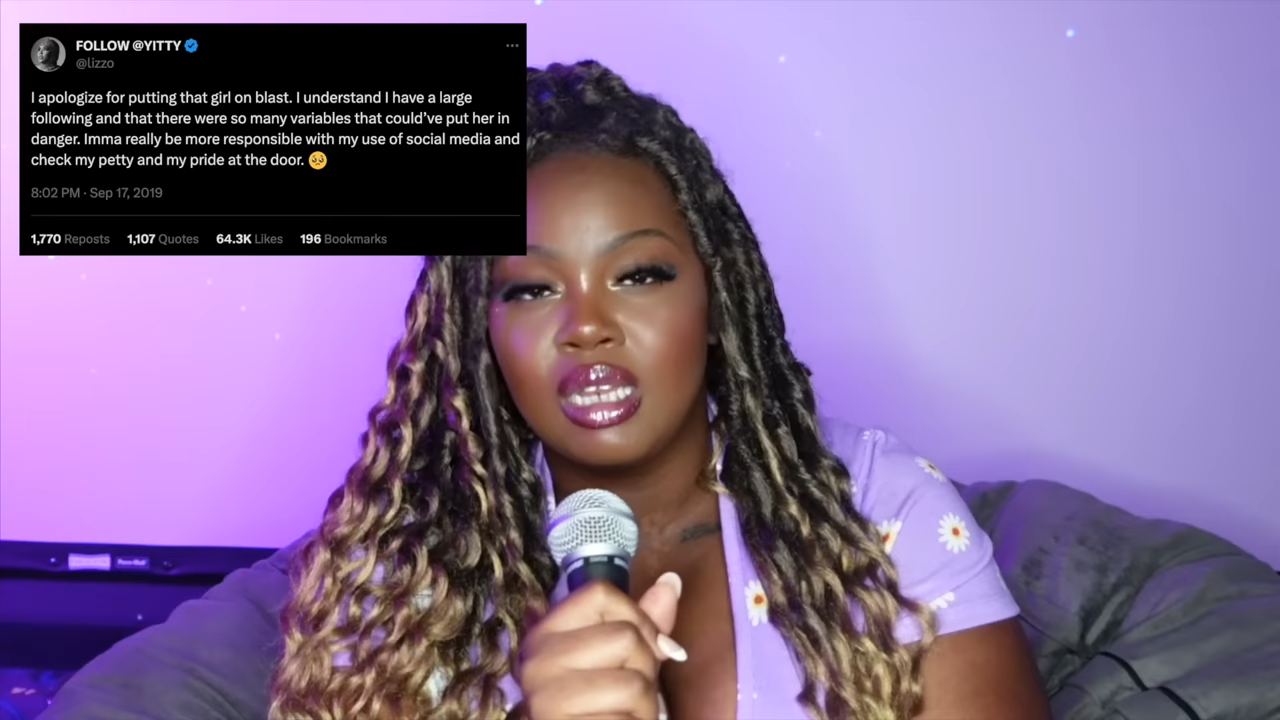 FOLLOW @YITTY
@lizzo
I apologize for putting that girl on blast. I understand I have a large
following and that there were so many variables that could've put her in
danger. Imma really be more responsible with my use of social media and
check my petty and my pride at the door. 🥺
8:02 PM · Sep 17, 2019
1,770 Reposts 1,107 Quotes 64.3K Likes 196 Bookmarks